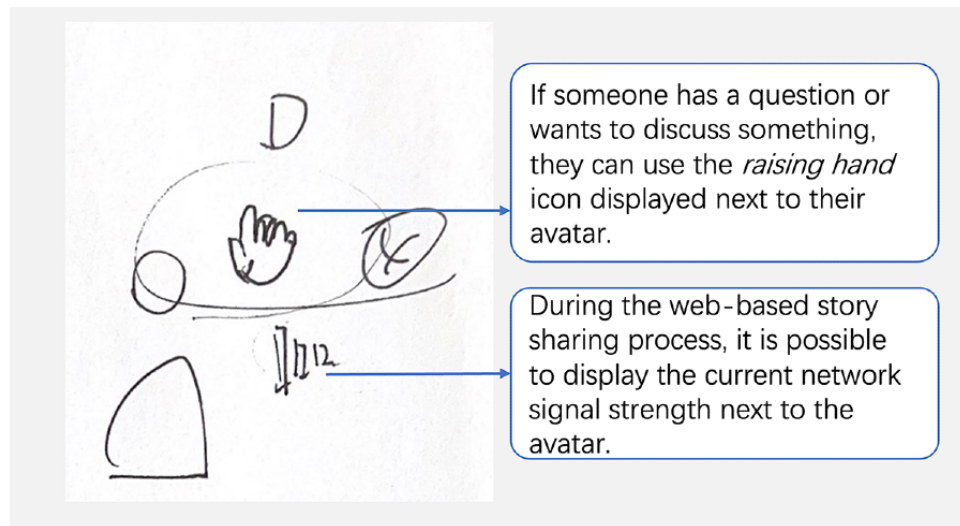 D
If someone has a question or
wants to discuss something,
they can use the raising hand
icon displayed next to their
avatar.
During the web-based story
sharing process, it is possible
to display the current network
signal strength next to the
avatar.